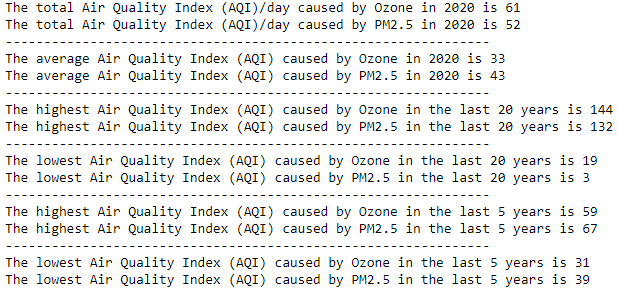 The total Air Quality Index (AQI)/day caused by Ozone in 2020 is 61
The total Air Quality Index (AQI)/day caused by PM2.5 in 2020 is 52
----------------------------------------------------------------
The average Air Quality Index (AQI) caused by Ozone in 2020 is 33
The average Air Quality Index (AQI) caused by PM2.5 in 2020 is 43
----------------------------------------------------------------
The highest Air Quality Index (AQI) caused by Ozone in the last 20 years is 144
The highest Air Quality Index (AQI) caused by PM2.5 in the last 20 years is 132
----------------------------------------------------------------
The lowest Air Quality Index (AQI) caused by Ozone in the last 20 years is 19
The lowest Air Quality Index (AQI) caused by PM2.5 in the last 20 years is 3
----------------------------------------------------------------
The highest Air Quality Index (AQI) caused by Ozone in the last 5 years is 59
The highest Air Quality Index (AQI) caused by PM2.5 in the last 5 years is 67
----------------------------------------------------------------
The lowest Air Quality Index (AQI) caused by Ozone in the last 5 years is 31
The lowest Air Quality Index (AQI) caused by PM2.5 in the last 5 years is 39